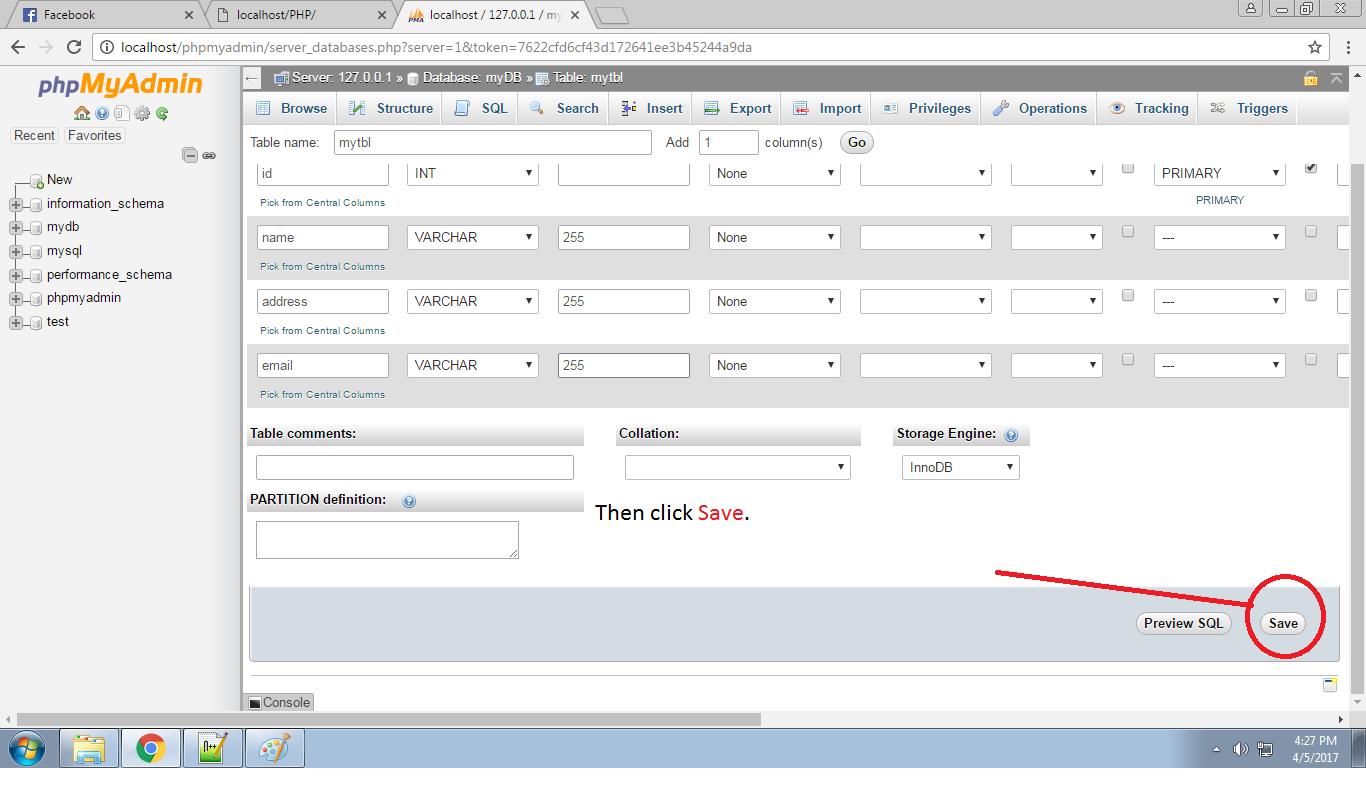 Facebook
localhost/PHP/
localhost / 127.0.0.1 / my
localhost/phpmyadmin/server_databases.php?server=1&token=7622cfd6cf43d172641ee3b45244a9da
phpMyAdmin
Recent Favorites
New
information_schema
mydb
mysql
performance_schema
phpmyadmin
test
Server: 127.0.0.1 » Database: myDB » Table: mytbl
Browse Structure SQL Search Insert Export Import Privileges Operations Tracking Triggers
Table name: mytbl Add 1 column(s) Go
id INT None PRIMARY
Pick from Central Columns PRIMARY
name VARCHAR 255 None ---
Pick from Central Columns
address VARCHAR 255 None ---
Pick from Central Columns
email VARCHAR 255 None ---
Pick from Central Columns
Table comments: Collation: Storage Engine:
InnoDB
PARTITION definition:
Then click Save.
Preview SQL Save
Console
4:27 PM
4/5/2017